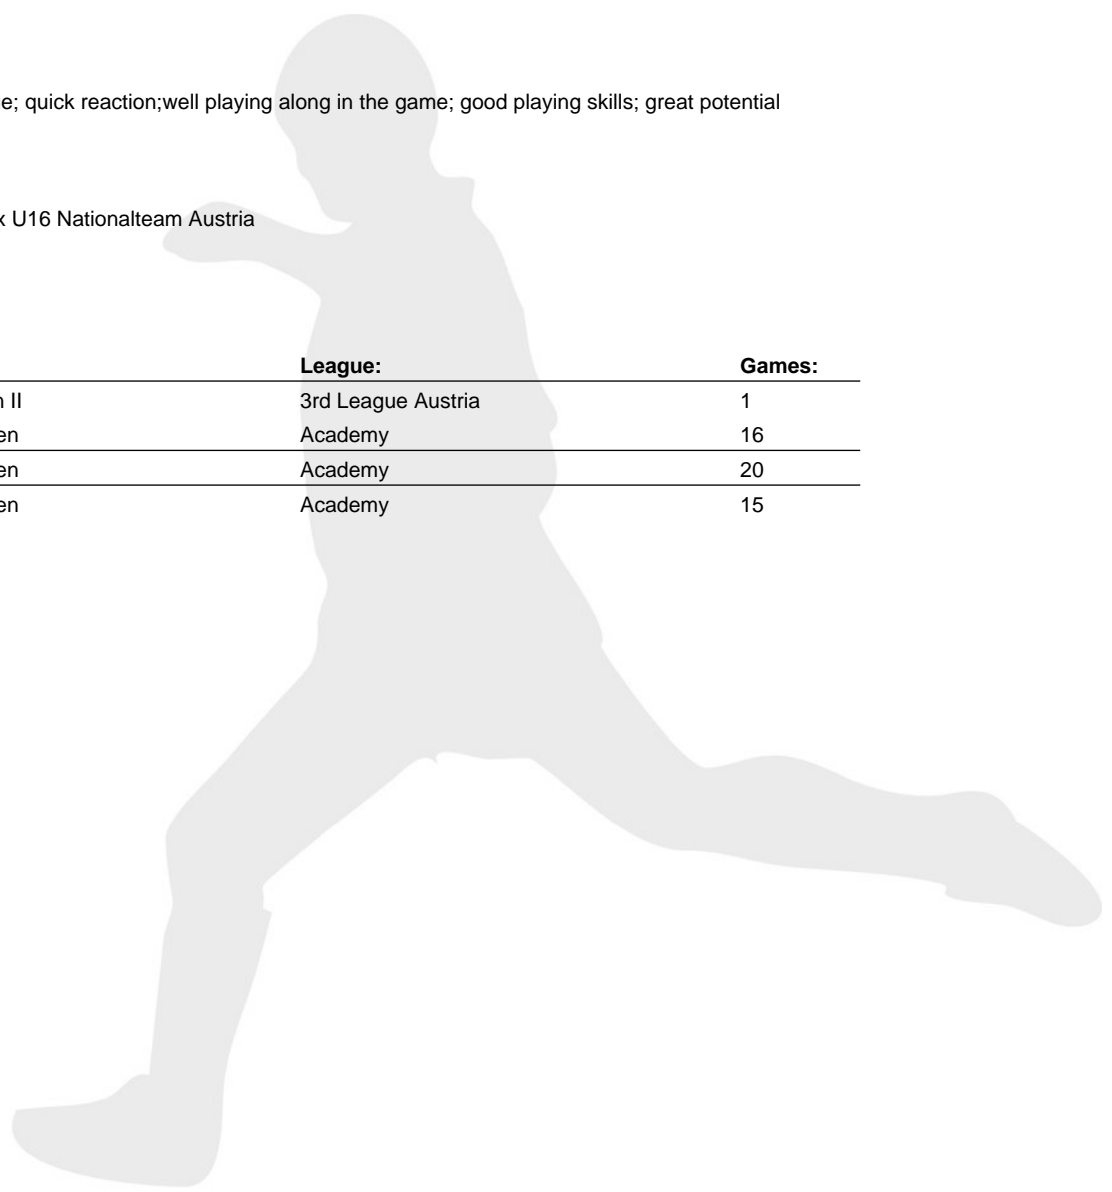 e; quick reaction;well playing along in the game; good playing skills; great potential
x U16 Nationalteam Austria
League: Games:
n II 3rd League Austria 1
en Academy 16
en Academy 20
en Academy 15